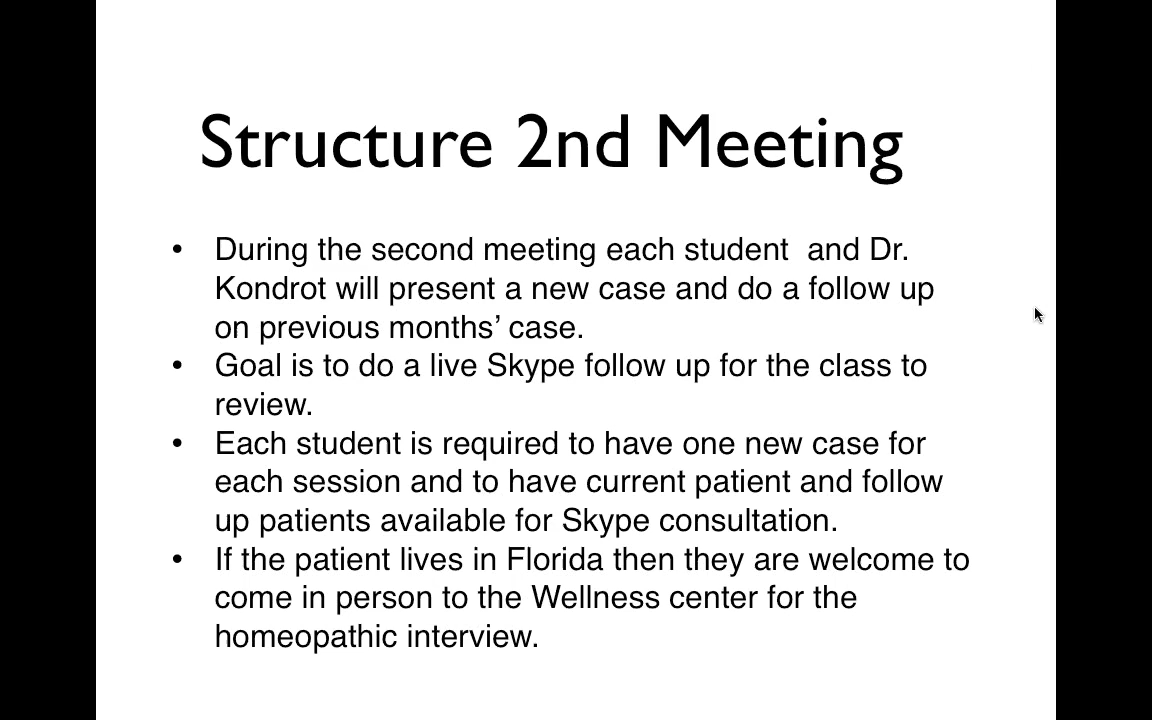 Structure 2nd Meeting
• During the second meeting each student  and Dr.
Kondrot will present a new case and do a follow up
on previous months’ case.
• Goal is to do a live Skype follow up for the class to
review.
• Each student is required to have one new case for
each session and to have current patient and follow
up patients available for Skype consultation.
• If the patient lives in Florida then they are welcome to
come in person to the Wellness center for the
homeopathic interview.